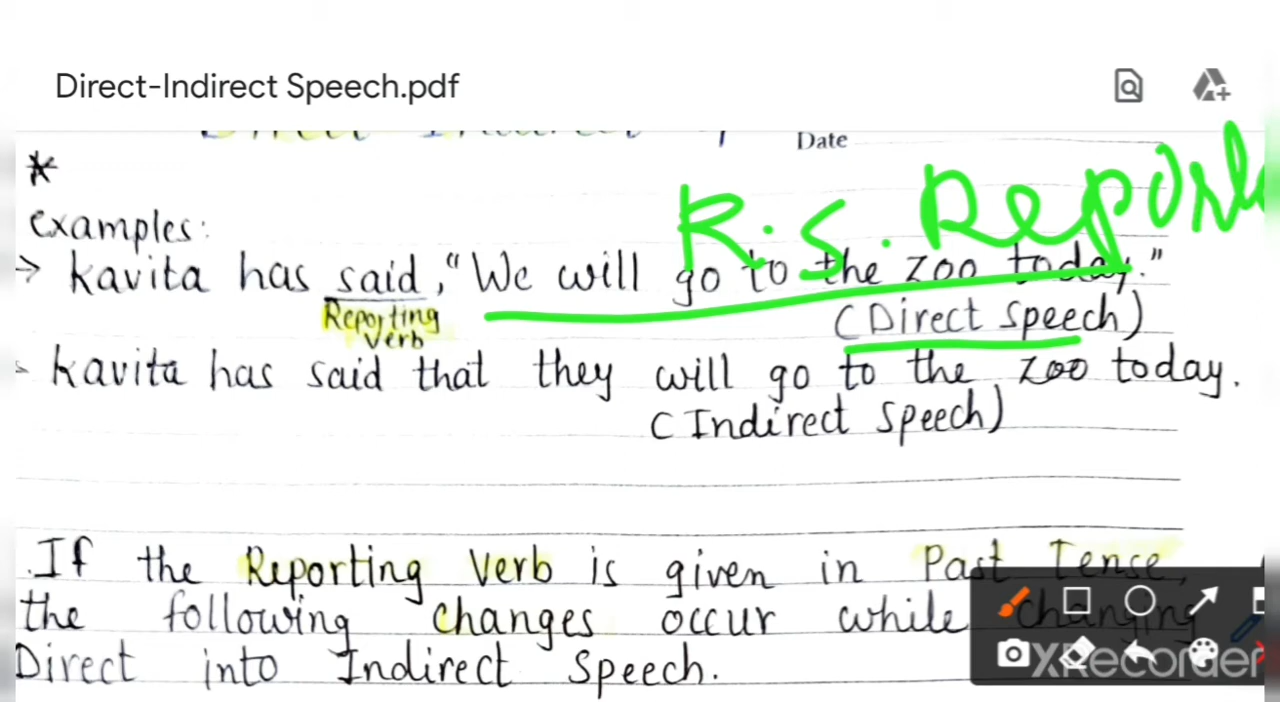 Direct-Indirect Speech.pdf
Date
*
R.S. Report
examples:
→ Kavita has said, "We will go to the zoo today."
Reporting
Verb
(Direct Speech)
Kavita has said that they will go to the zoo today.
(Indirect Speech)
If the Reporting Verb is given in Past Tense,
the following changes occur while changing
Direct into Indirect Speech.
XRecorder